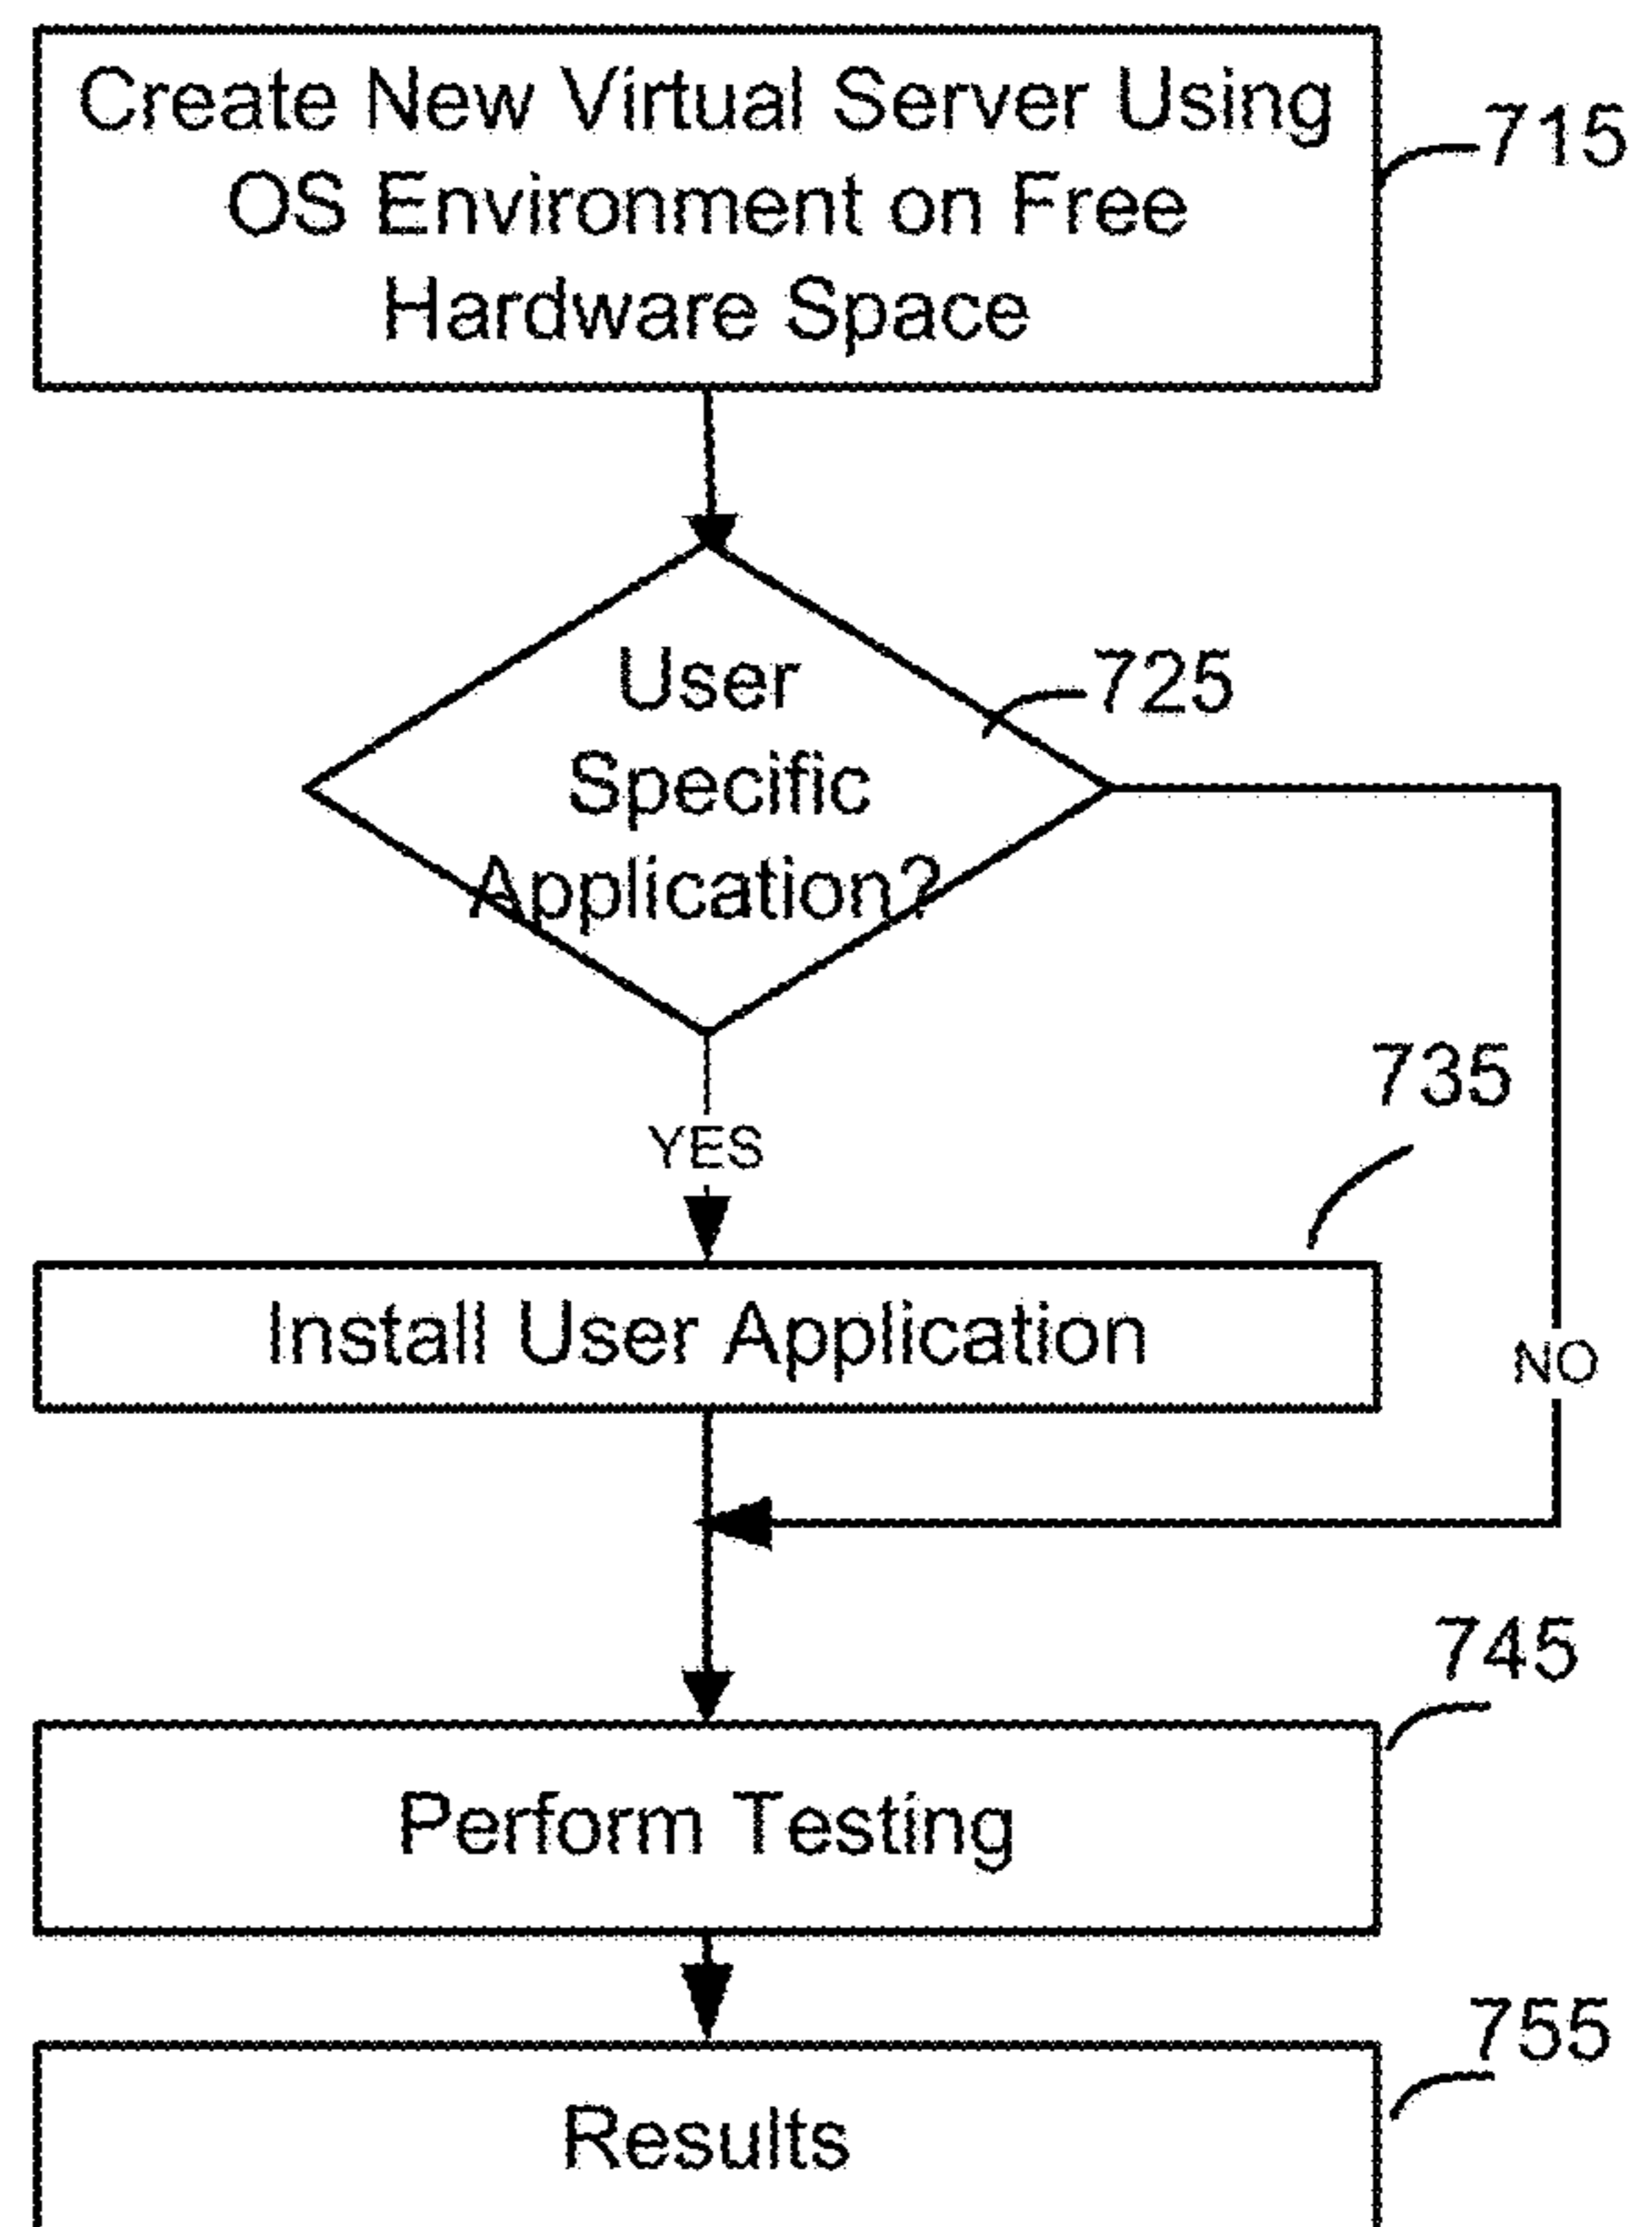 Create New Virtual Server Using
OS Environment on Free
Hardware Space
715
User
Specific
Application?
725
YES
735
Install User Application
NO
745
Perform Testing
755
Results